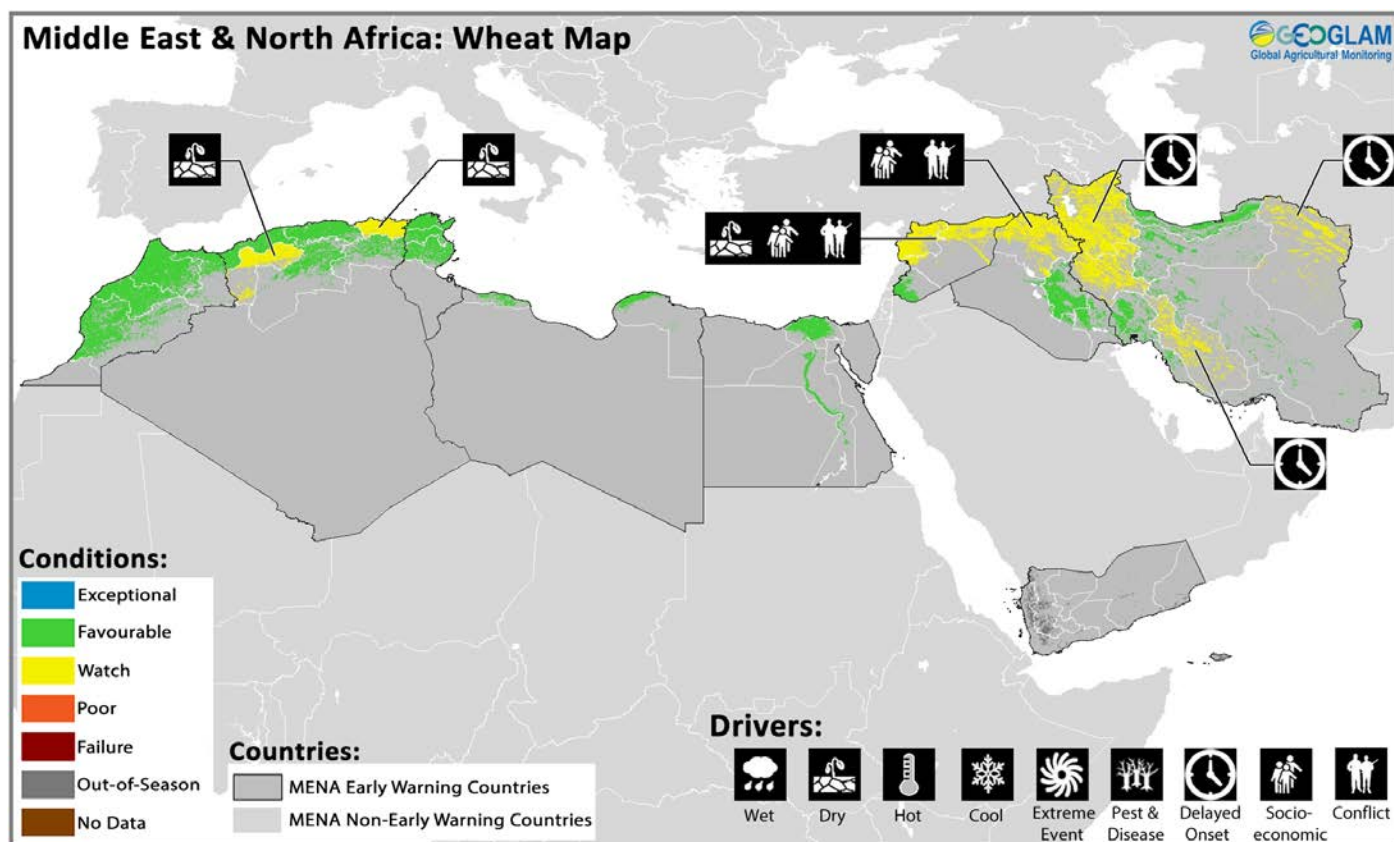 Middle East & North Africa: Wheat Map
GEOGLAM
Global Agricultural Monitoring
Conditions:
Exceptional
Favourable
Watch
Poor
Failure
Out-of-Season
No Data
Countries:
MENA Early Warning Countries
MENA Non-Early Warning Countries
Drivers:
Wet
Dry
Hot
Cool
Extreme
Event
Pest &
Disease
Delayed
Onset
Socio-
economic
Conflict